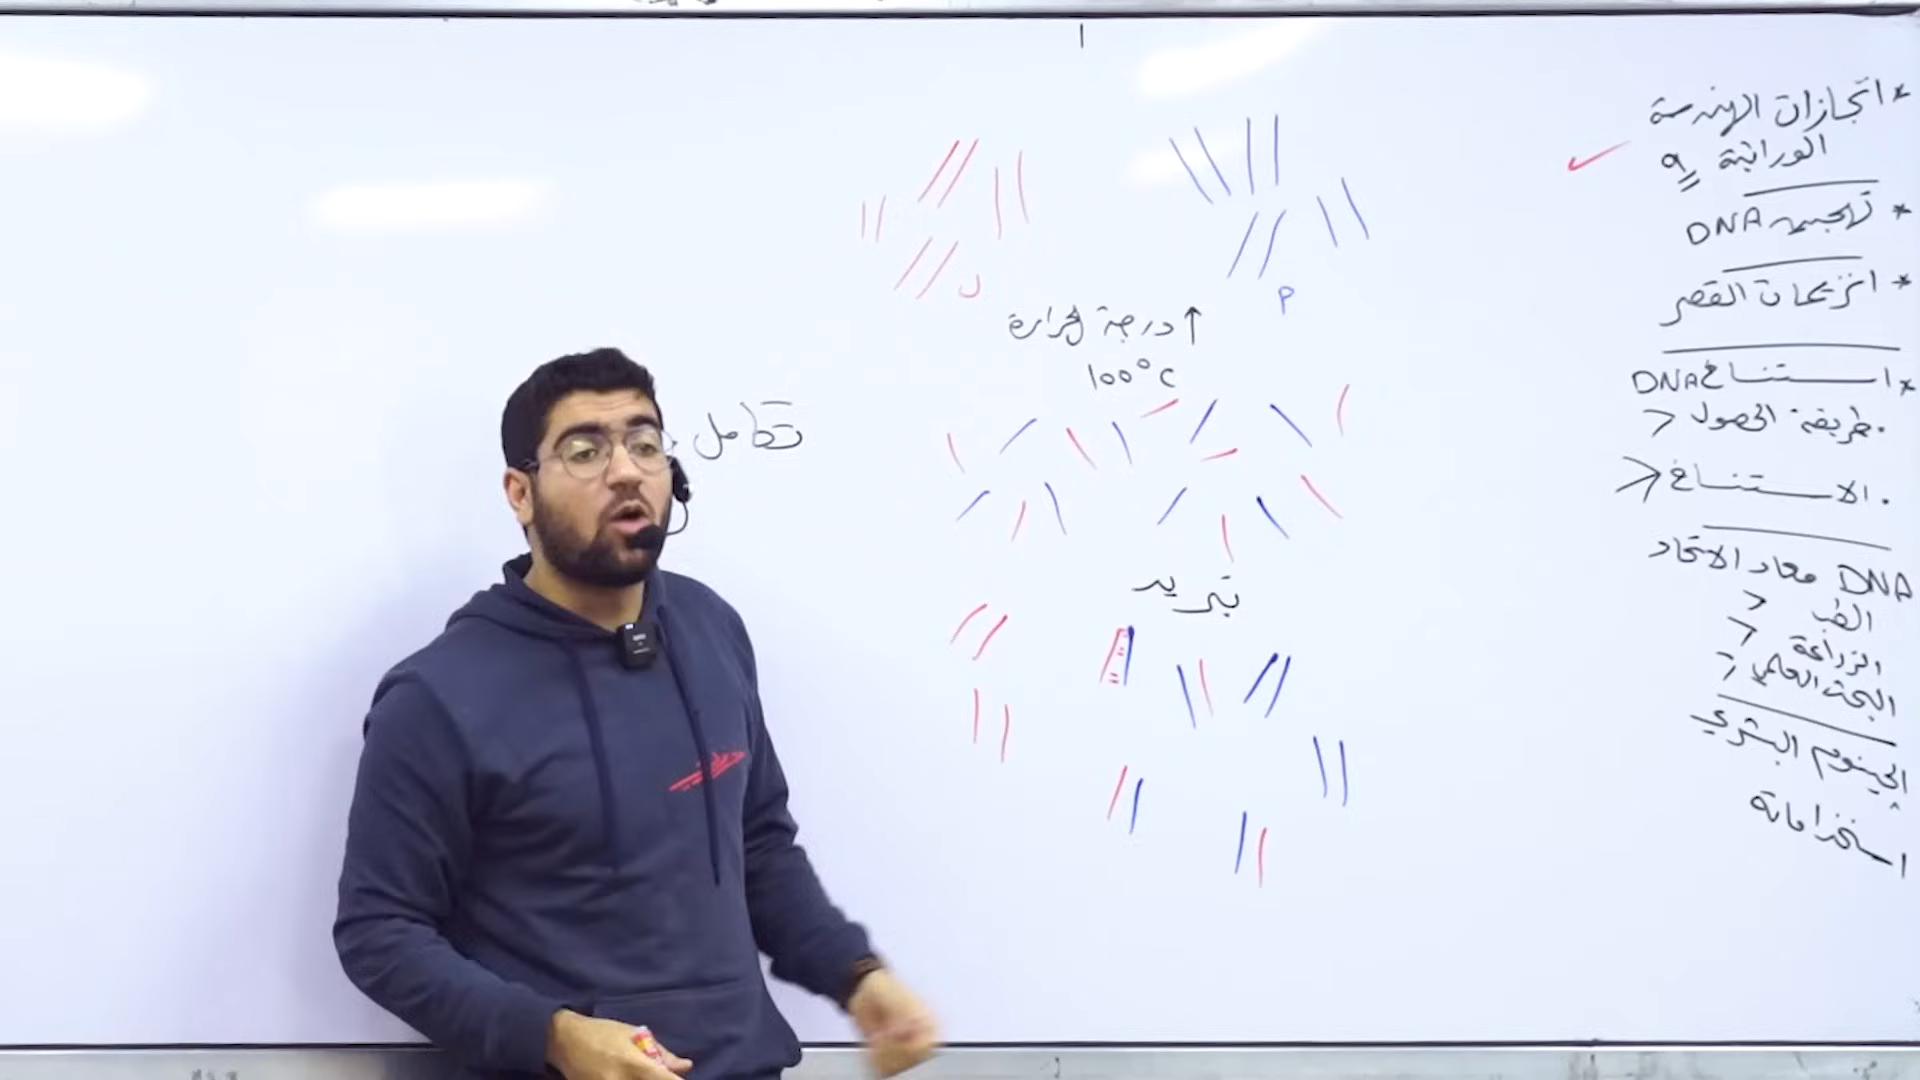 * انجازات الهندسة
الوراثية ؟
* تهجين DNA
* انزيمات القصر
* استنساخ DNA
• طريقة الحصول >
• الاستنساخ >>
DNA معاد الاتحاد
الطب >
الزراعة >
البحث العلمي >
الجينوم البشري
استخداماته
P
ل
↑ درجة الحرارة
100°C
تكامل
تبريد